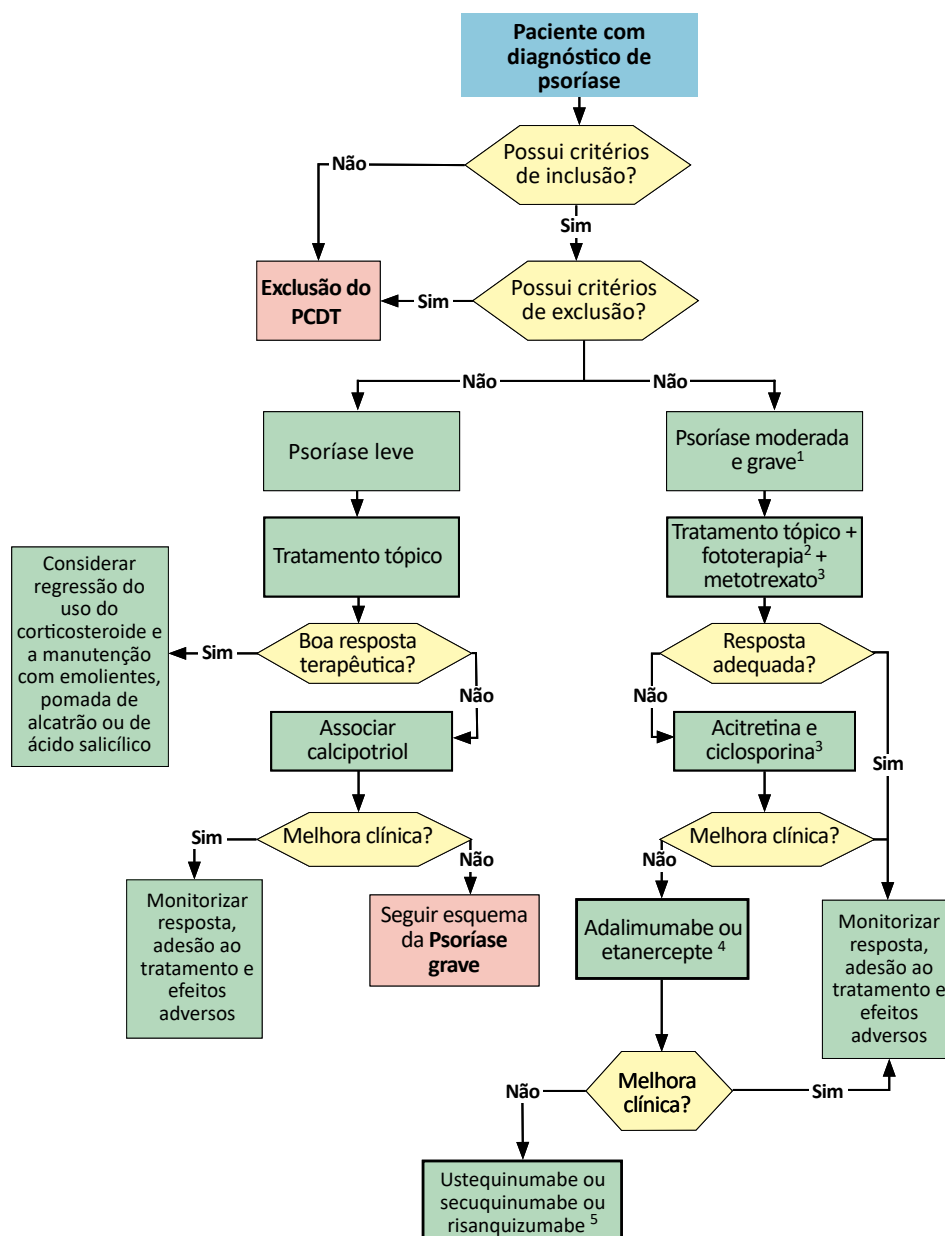 Paciente com
diagnóstico de
psoríase
Possui critérios
de inclusão?
Não
Sim
Exclusão do
PCDT
Sim
Possui critérios
de exclusão?
Não
Não
Psoríase leve
Psoríase moderada
e grave1
Tratamento tópico
Tratamento tópico +
fototerapia2 +
metotrexato3
Considerar
regressão do
uso do
corticosteroide e
a manutenção
com emolientes,
pomada de
alcatrão ou de
ácido salicílico
Sim
Boa resposta
terapêutica?
Não
Resposta
adequada?
Não
Sim
Associar
calcipotriol
Acitretina e
ciclosporina3
Sim
Melhora clínica?
Não
Melhora clínica?
Não
Monitorizar
resposta,
adesão ao
tratamento e
efeitos
adversos
Seguir esquema
da Psoríase
grave
Adalimumabe ou
etanercepte 4
Monitorizar
resposta,
adesão ao
tratamento e
efeitos
adversos
Não
Melhora
clínica?
Sim
Ustequinumabe ou
secuquinumabe ou
risanquizumabe 5